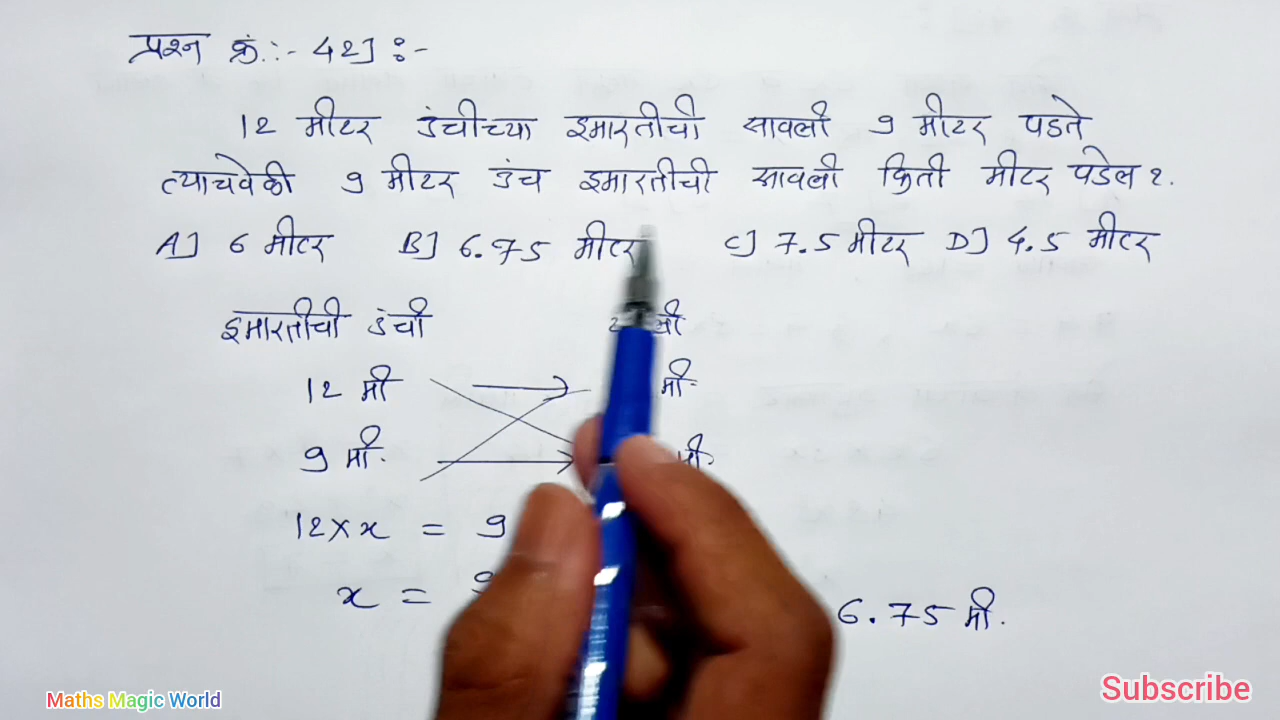 प्रश्न क्रं.:- 42] :-
12 मीटर उंचीच्या इमारतीची सावली 9 मीटर पडते
त्याचवेळी 9 मीटर उंच इमारतीची सावली किती मीटर पडेल ?.
A] 6 मीटर B] 6.75 मीटर C] 7.5 मीटर D] 4.5 मीटर
इमारतीची उंची
12 मी मी.
9 मी. मी.
12 × x = 9
x = 6.75 मी.
Maths Magic World Subscribe